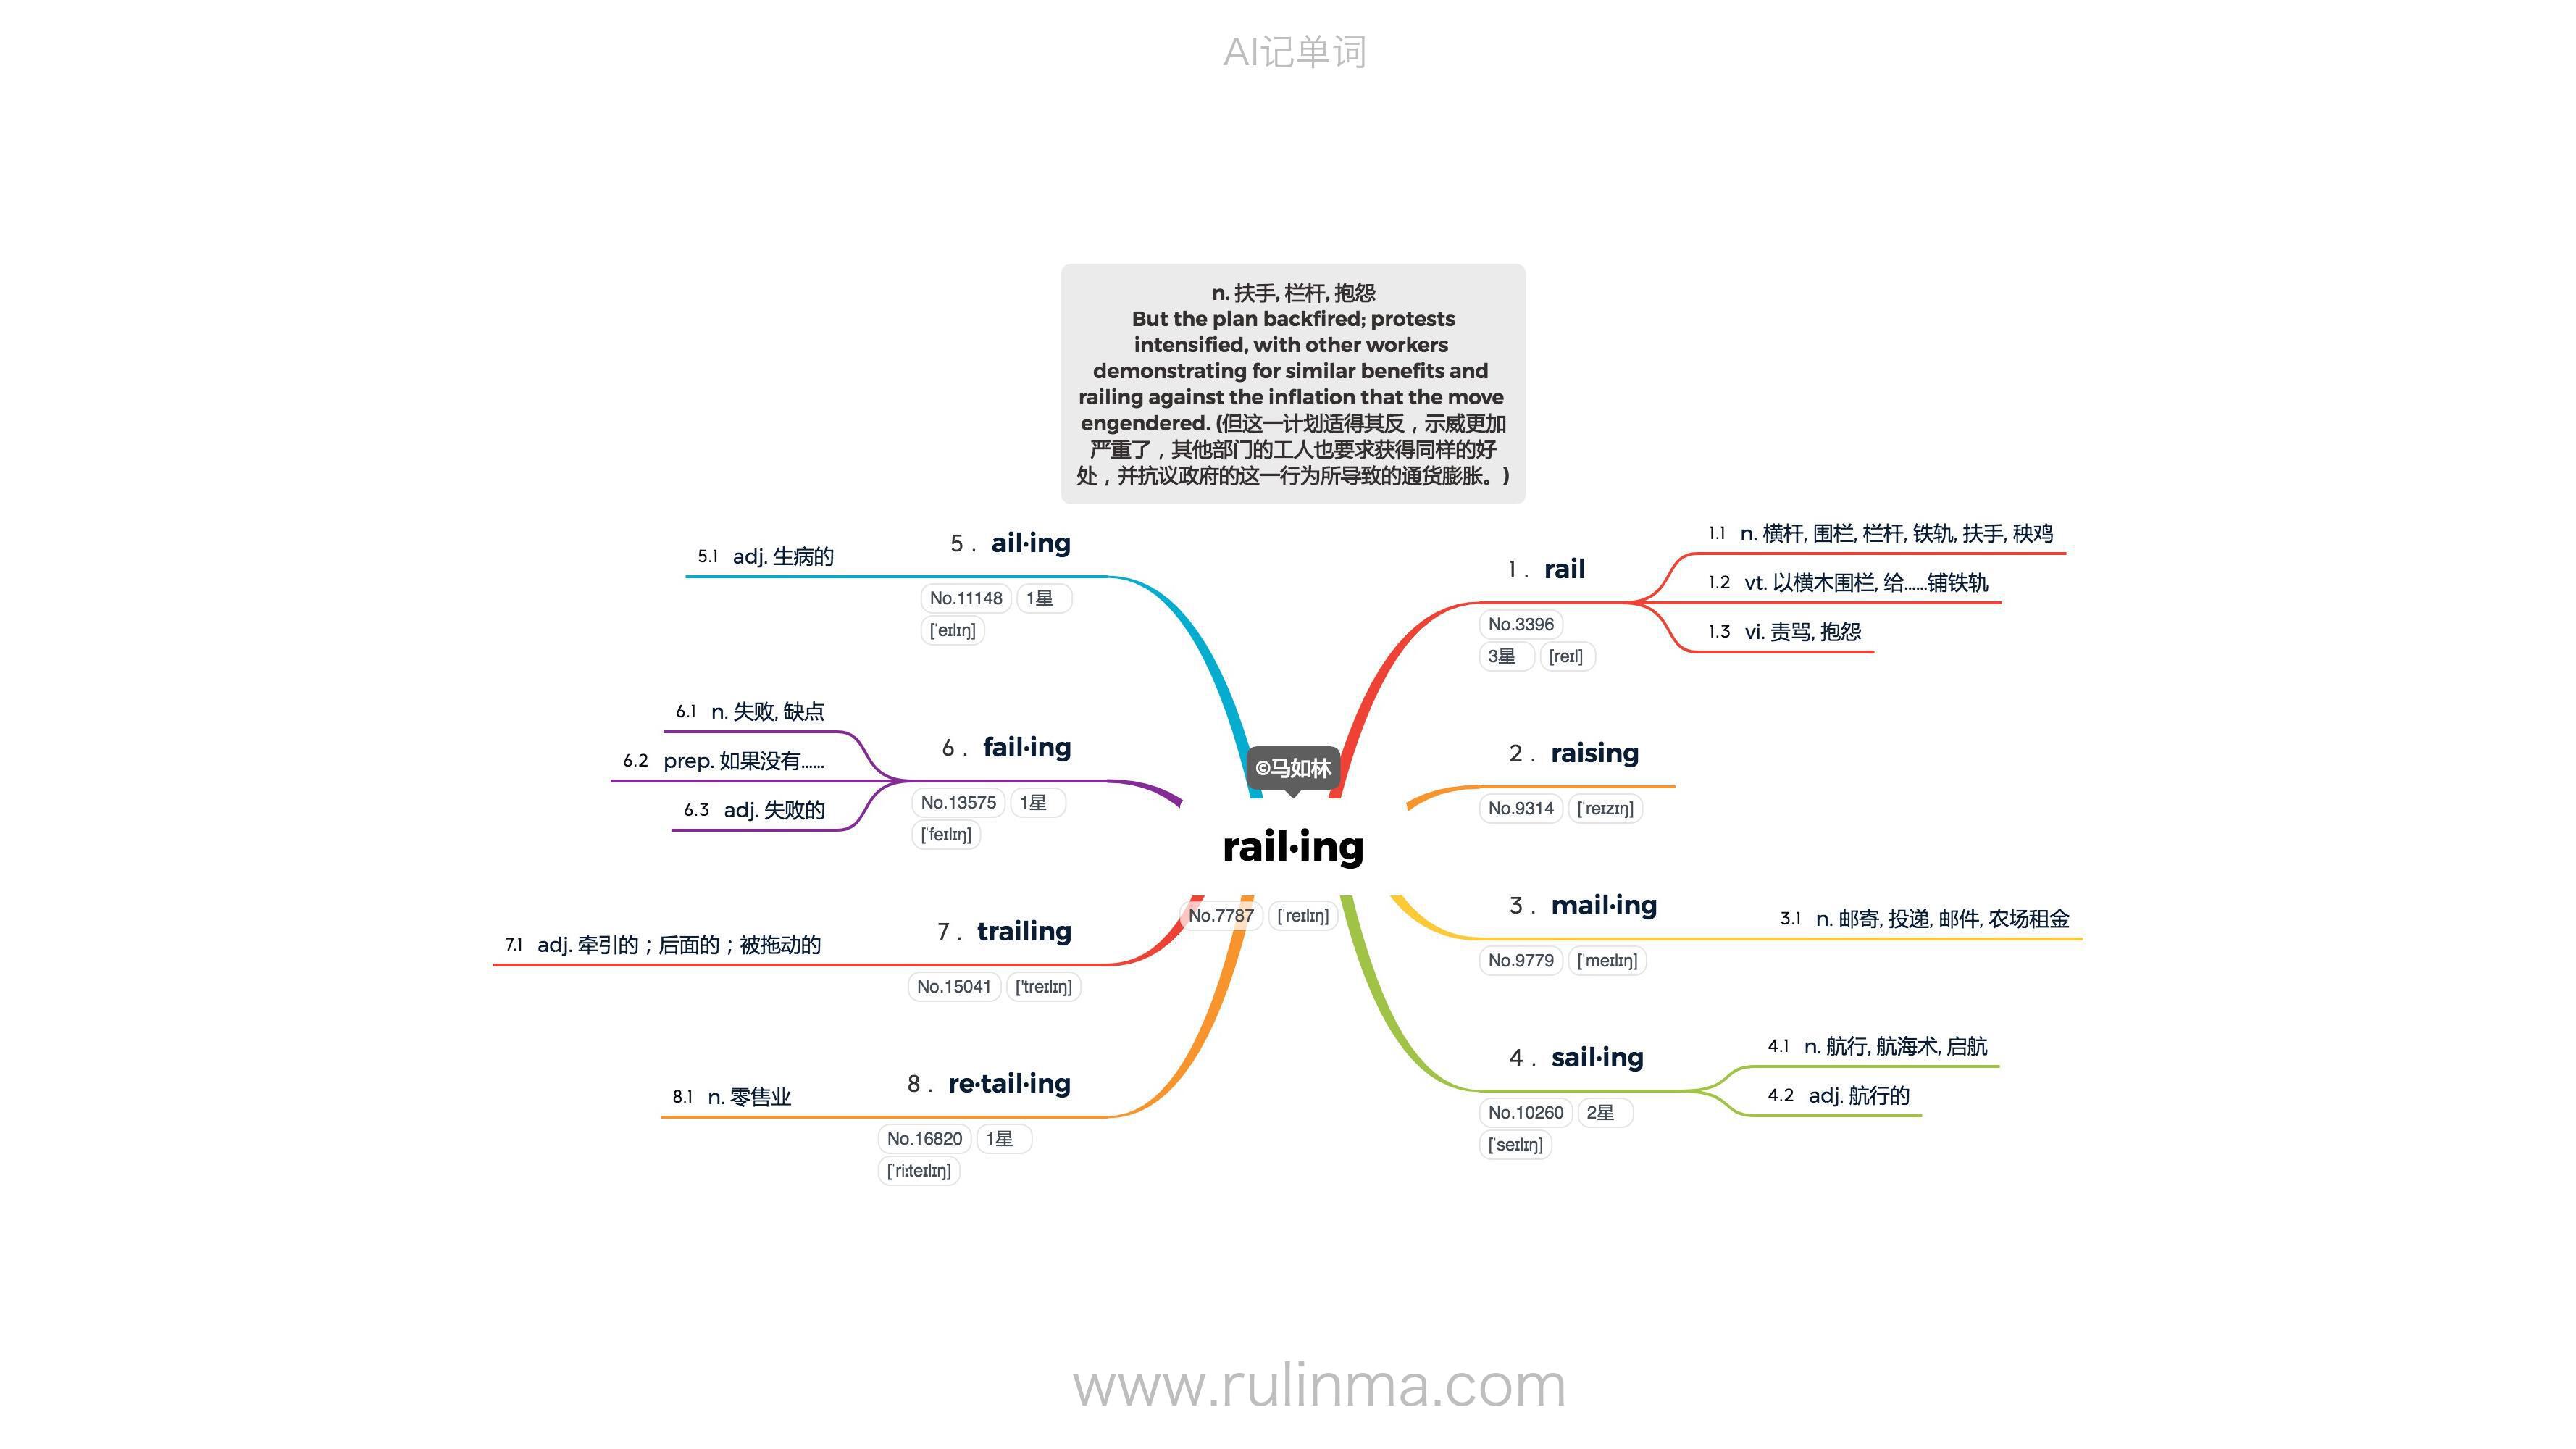 AI记单词
n. 扶手, 栏杆, 抱怨
But the plan backfired; protests
intensified, with other workers
demonstrating for similar benefits and
railing against the inflation that the move
engendered. (但这一计划适得其反，示威更加
严重了，其他部门的工人也要求获得同样的好
处，并抗议政府的这一行为所导致的通货膨胀。)
©马如林
rail·ing
No.7787 [ˈreɪlɪŋ]
1. rail
No.3396
3星 [reɪl]
1.1 n. 横杆, 围栏, 栏杆, 铁轨, 扶手, 秧鸡
1.2 vt. 以横木围栏, 给……铺铁轨
1.3 vi. 责骂, 抱怨
2. raising
No.9314 [ˈreɪzɪŋ]
3. mail·ing
No.9779 [ˈmeɪlɪŋ]
3.1 n. 邮寄, 投递, 邮件, 农场租金
4. sail·ing
No.10260 2星
[ˈseɪlɪŋ]
4.1 n. 航行, 航海术, 启航
4.2 adj. 航行的
5. ail·ing
No.11148 1星
[ˈeɪlɪŋ]
5.1 adj. 生病的
6. fail·ing
No.13575 1星
[ˈfeɪlɪŋ]
6.1 n. 失败, 缺点
6.2 prep. 如果没有……
6.3 adj. 失败的
7. trailing
No.15041 ['treɪlɪŋ]
7.1 adj. 牵引的；后面的；被拖动的
8. re·tail·ing
No.16820 1星
[ˈriːteɪlɪŋ]
8.1 n. 零售业
www.rulinma.com